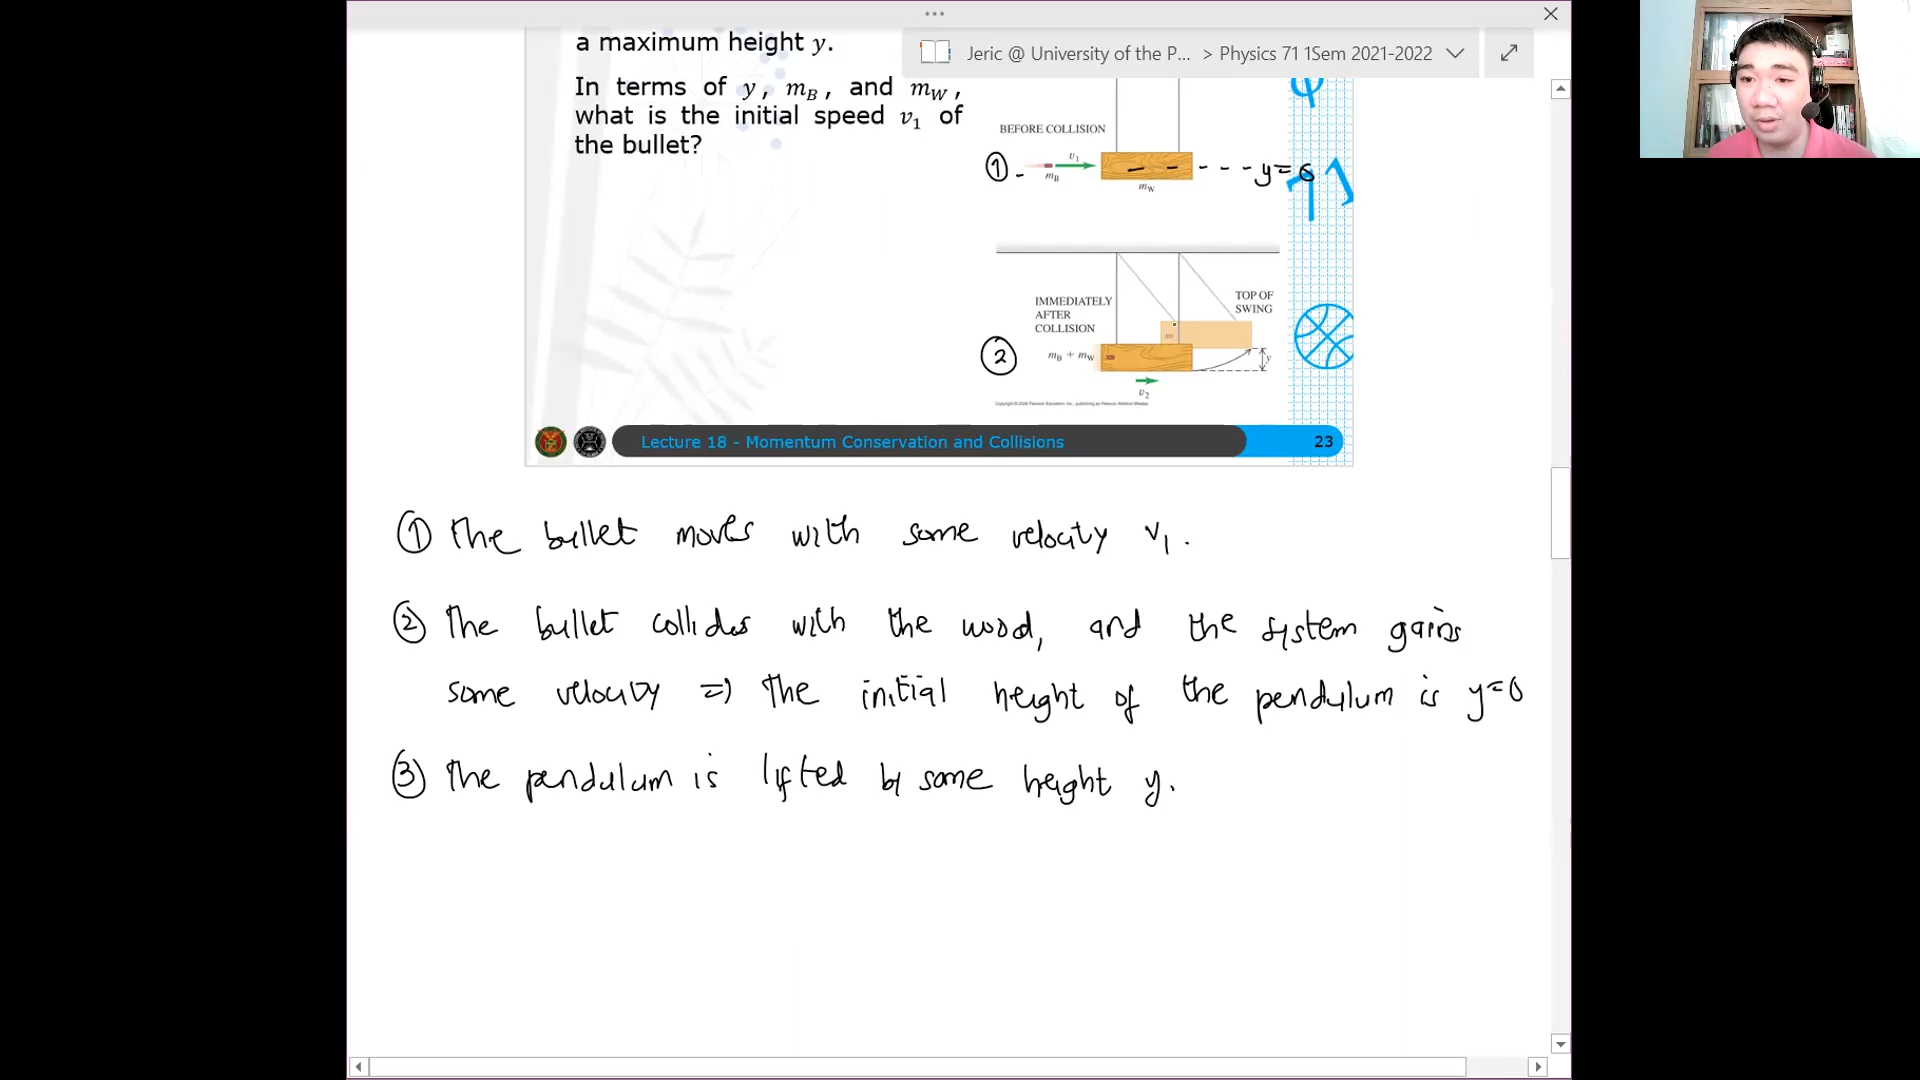 ...
Jeric @ University of the P... > Physics 71 1Sem 2021-2022
a maximum height y.
In terms of y, m_B, and m_W,
what is the initial speed v_1 of
the bullet?
BEFORE COLLISION
① v_1
m_B
m_W
y=0
71
IMMEDIATELY
AFTER
COLLISION
TOP OF
SWING
② m_B + m_W
y
v_2
Lecture 18 - Momentum Conservation and Collisions 23
① The bullet moves with some velocity v_1.
② The bullet collides with the wood, and the system gains
some velocity => The initial height of the pendulum is y=0
③ The pendulum is lifted by some height y.